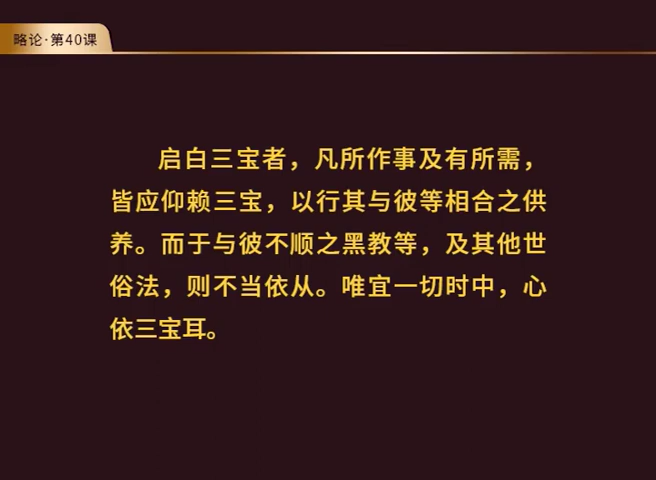 略论·第40课
启白三宝者，凡所作事及有所需，
皆应仰赖三宝，以行其与彼等相合之供
养。而于与彼不顺之黑教等，及其他世
俗法，则不当依从。唯宜一切时中，心
依三宝耳。